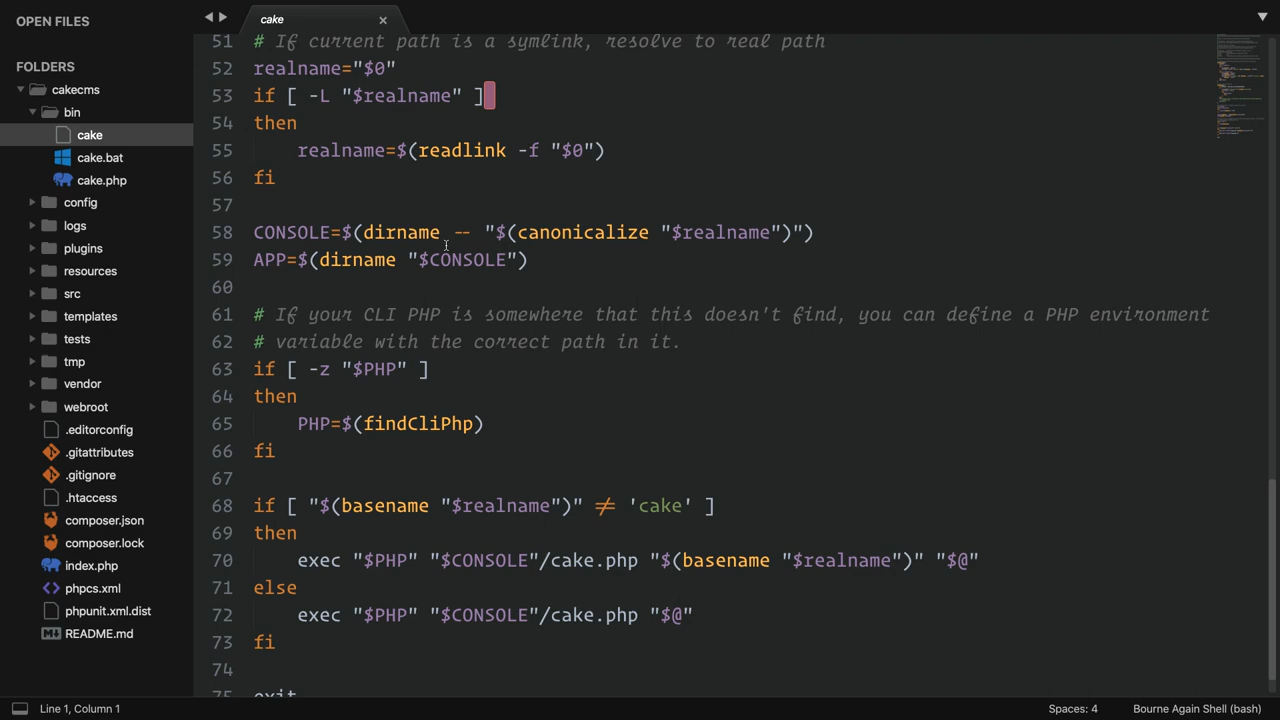 OPEN FILES
FOLDERS
cakecms
bin
cake
cake.bat
cake.php
config
logs
plugins
resources
src
templates
tests
tmp
vendor
webroot
.editorconfig
.gitattributes
.gitignore
.htaccess
composer.json
composer.lock
index.php
phpcs.xml
phpunit.xml.dist
README.md
cake
51 # If current path is a symlink, resolve to real path
52 realname="$0"
53 if [ -L "$realname" ]
54 then
55     realname=$(readlink -f "$0")
56 fi
57
58 CONSOLE=$(dirname -- "$(canonicalize "$realname")")
59 APP=$(dirname "$CONSOLE")
60
61 # If your CLI PHP is somewhere that this doesn't find, you can define a PHP environment
62 # variable with the correct path in it.
63 if [ -z "$PHP" ]
64 then
65     PHP=$(findCliPhp)
66 fi
67
68 if [ "$(basename "$realname")" != 'cake' ]
69 then
70     exec "$PHP" "$CONSOLE"/cake.php "$(basename "$realname")" "$@"
71 else
72     exec "$PHP" "$CONSOLE"/cake.php "$@"
73 fi
74
75 exit
Line 1, Column 1
Spaces: 4
Bourne Again Shell (bash)